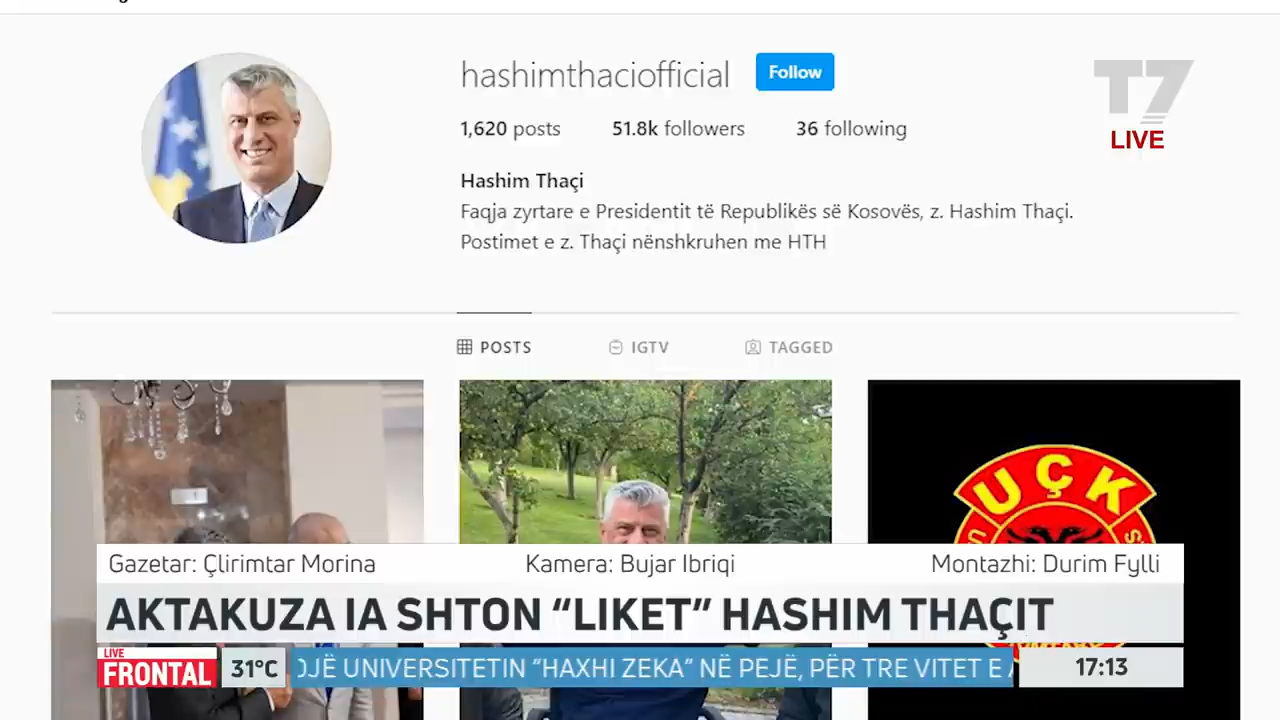 hashimthaciofficial
Follow
T7
LIVE
1,620 posts
51.8k followers
36 following
Hashim Thaçi
Faqja zyrtare e Presidentit të Republikës së Kosovës, z. Hashim Thaçi.
Postimet e z. Thaçi nënshkruhen me HTH
POSTS
IGTV
TAGGED
UÇK
Gazetar: Çlirimtar Morina
Kamera: Bujar Ibriqi
Montazhi: Durim Fylli
AKTAKUZA IA SHTON “LIKET” HASHIM THAÇIT
LIVE
FRONTAL
31°C
UNIVERSITETIN “HAXHI ZEKA” NË PEJË, PËR TRE VITET E
17:13